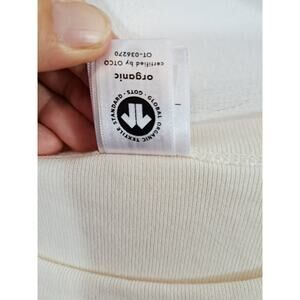 GLOBAL ORGANIC TEXTILE STANDARD · GOTS ·
organic
certified by OTCO
OT-036270